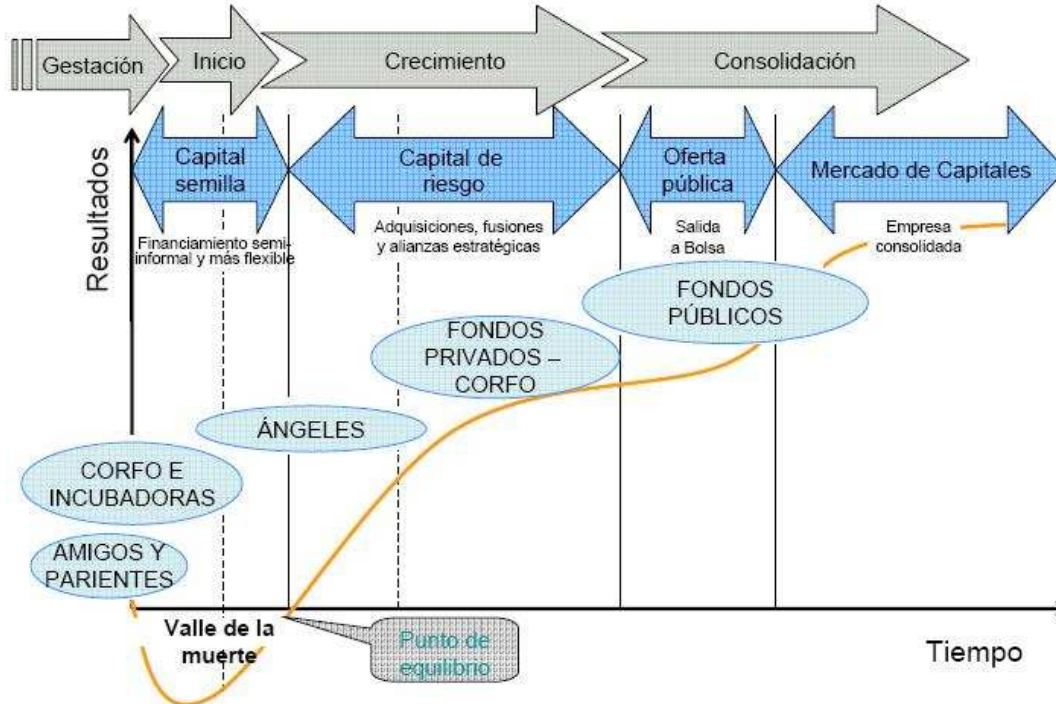 Gestación
Inicio
Crecimiento
Consolidación
Resultados
Capital
semilla
Capital de
riesgo
Oferta
pública
Mercado de Capitales
Financiamiento semi-
informal y más flexible
Adquisiciones, fusiones
y alianzas estratégicas
Salida
a Bolsa
Empresa
consolidada
FONDOS
PÚBLICOS
FONDOS
PRIVADOS –
CORFO
ÁNGELES
CORFO E
INCUBADORAS
AMIGOS Y
PARIENTES
Valle de la
muerte
Punto de
equilibrio
Tiempo